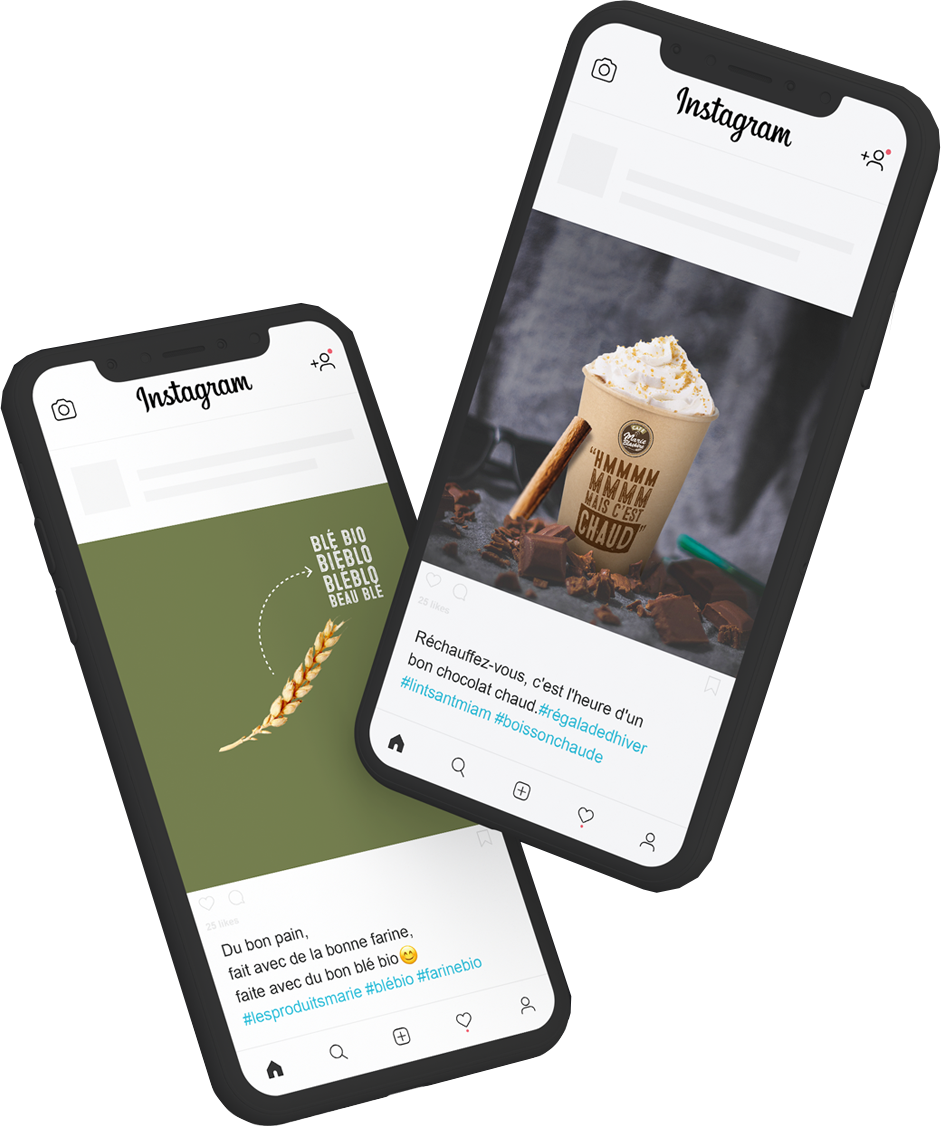 Instagram
BLÉ BIO
BIÉBLO
BLÉBLO
BEAU BLÉ
25 likes
Du bon pain,
fait avec de la bonne farine,
faite avec du bon blé bio😊
#lesproduitsmarie #blébio #farinebio
Instagram
CAFÉ
Marie
Blachère
"HMMMM
MMMM
MAIS C'EST
CHAUD"
25 likes
Réchauffez-vous, c'est l'heure d'un
bon chocolat chaud.#régaladedhiver
#lintsantmiam #boissonchaude